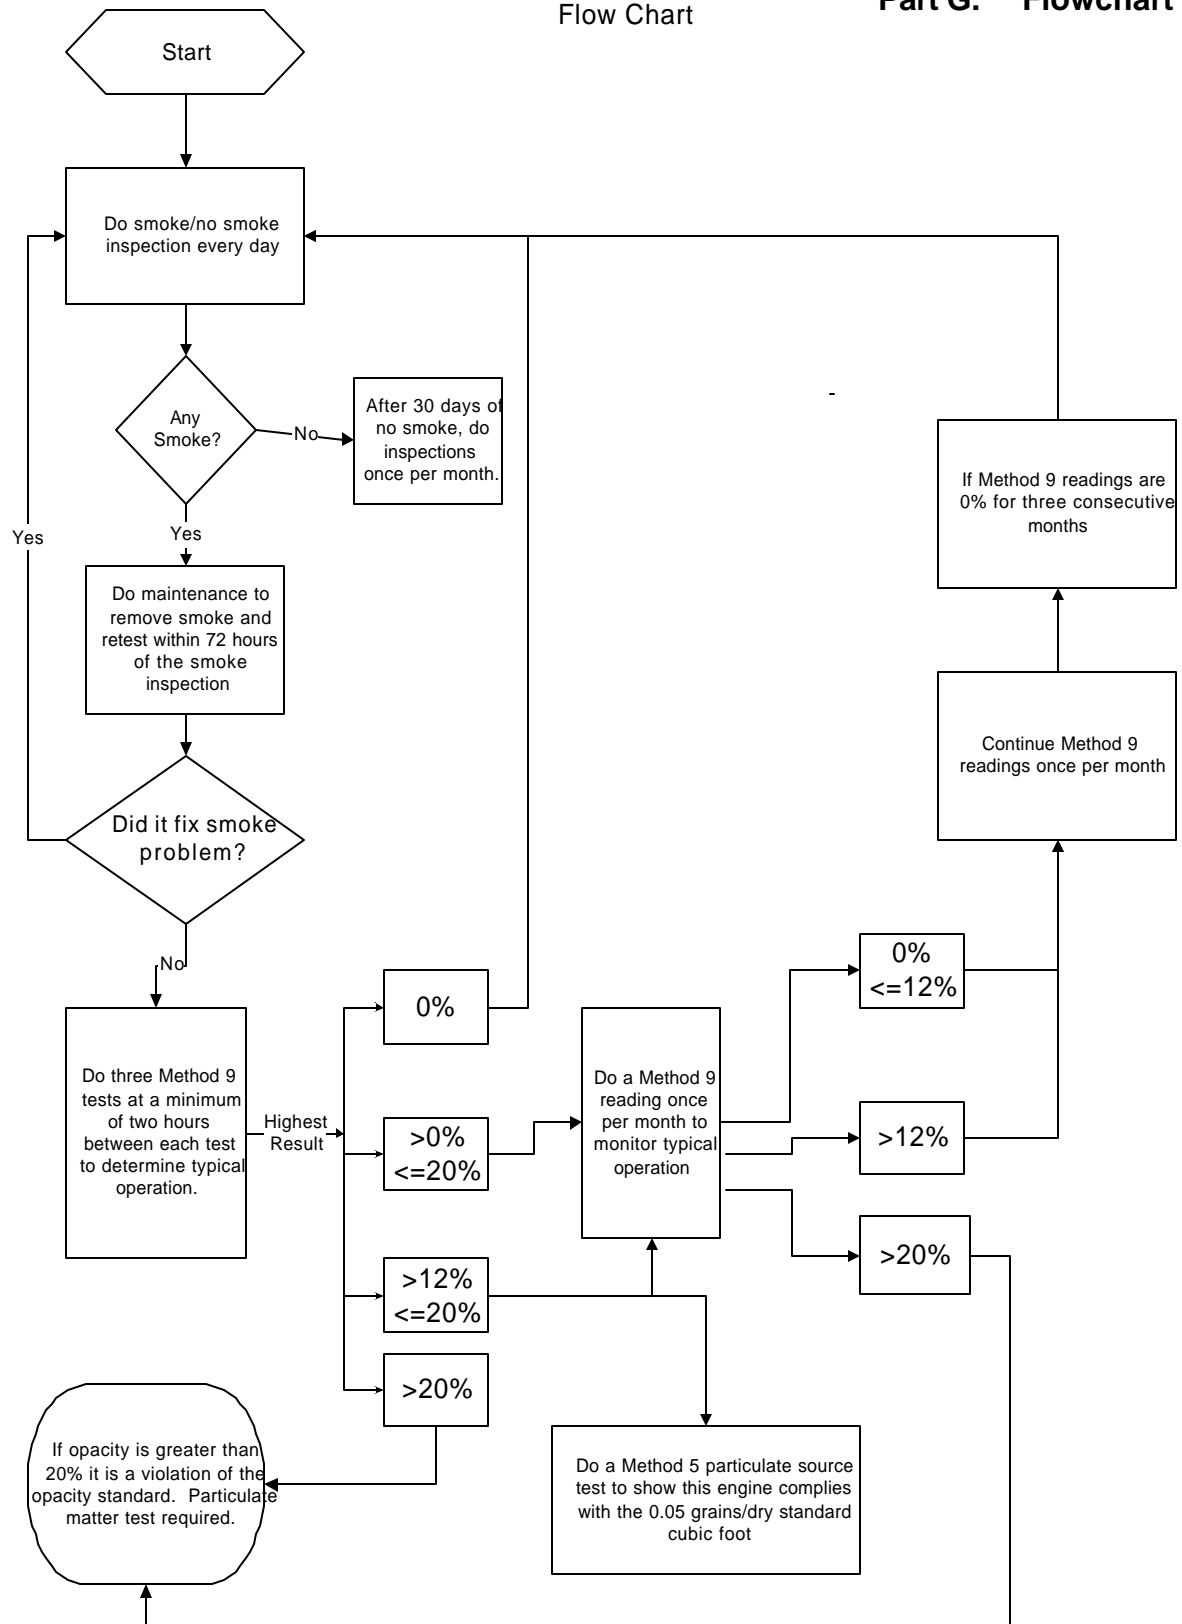 Flow Chart
Part G. Flowchart
Start
Do smoke/no smoke
inspection every day
Any
Smoke?
No
After 30 days of
no smoke, do
inspections
once per month.
Yes
Yes
Do maintenance to
remove smoke and
retest within 72 hours
of the smoke
inspection
Did it fix smoke
problem?
No
Do three Method 9
tests at a minimum
of two hours
between each test
to determine typical
operation.
Highest
Result
0%
>0%
<=20%
>12%
<=20%
>20%
Do a Method 9
reading once
per month to
monitor typical
operation
0%
<=12%
>12%
>20%
Continue Method 9
readings once per month
If Method 9 readings are
0% for three consecutive
months
-
If opacity is greater than
20% it is a violation of the
opacity standard.  Particulate
matter test required.
Do a Method 5 particulate source
test to show this engine complies
with the 0.05 grains/dry standard
cubic foot